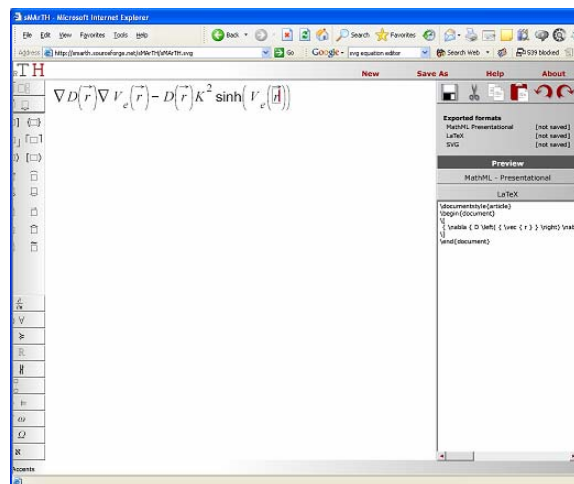 sMArTH - Microsoft Internet Explorer
File Edit View Favorites Tools Help
Back Search Favorites
Address http://smarth.sourceforge.net/sMArTH/sMArTH.svg Go Google - svg equation editor Search Web 539 blocked
TH
New Save As Help About
∇D(r⃗)∇V_e(r⃗)−D(r⃗)K² sinh(V_e(r⃗))
Exported formats
MathML Presentational [not saved]
LaTeX [not saved]
SVG [not saved]
Preview
MathML - Presentational
LaTeX
\documentstyle{article}
\begin{document}
\[
{ \nabla { D \left( { \vec { r } } \right) \nab
\]
\end{document}
∀
≽
R
ω
Ω
ℵ
Accents